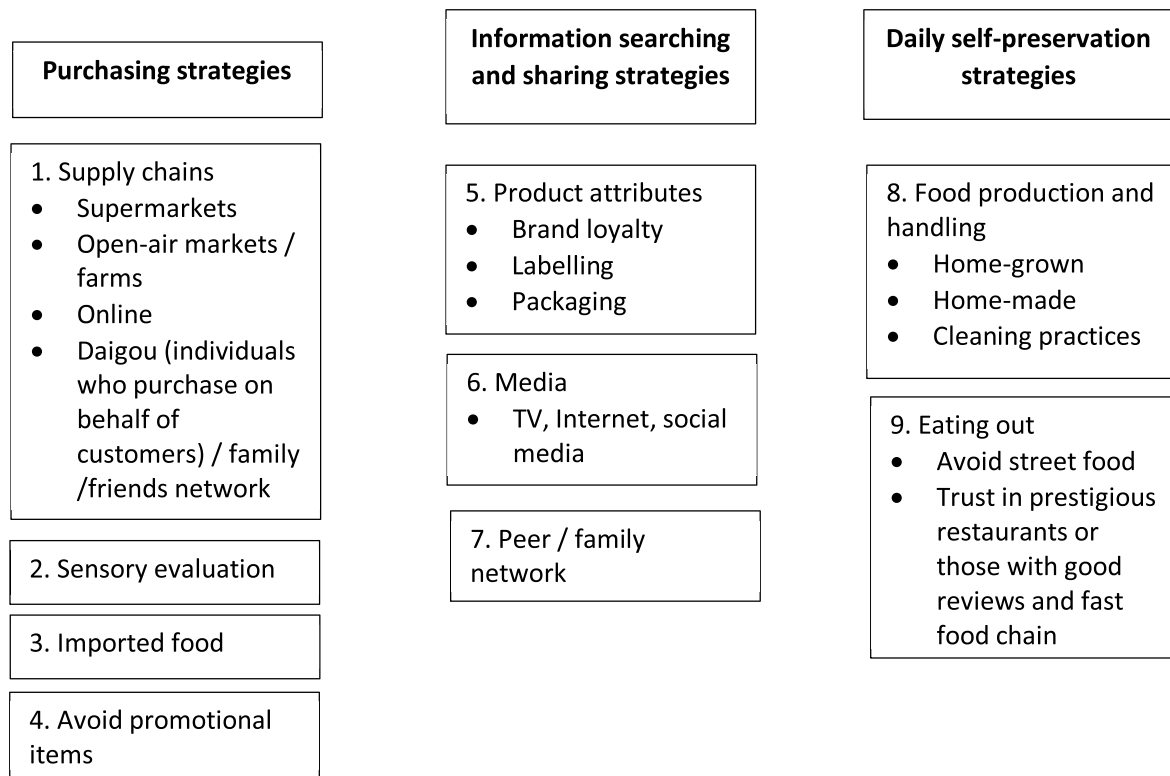 Purchasing strategies
1. Supply chains
• Supermarkets
• Open-air markets /
farms
• Online
• Daigou (individuals
who purchase on
behalf of
customers) / family
/friends network
2. Sensory evaluation
3. Imported food
4. Avoid promotional
items
Information searching
and sharing strategies
5. Product attributes
• Brand loyalty
• Labelling
• Packaging
6. Media
• TV, Internet, social
media
7. Peer / family
network
Daily self-preservation
strategies
8. Food production and
handling
• Home-grown
• Home-made
• Cleaning practices
9. Eating out
• Avoid street food
• Trust in prestigious
restaurants or
those with good
reviews and fast
food chain